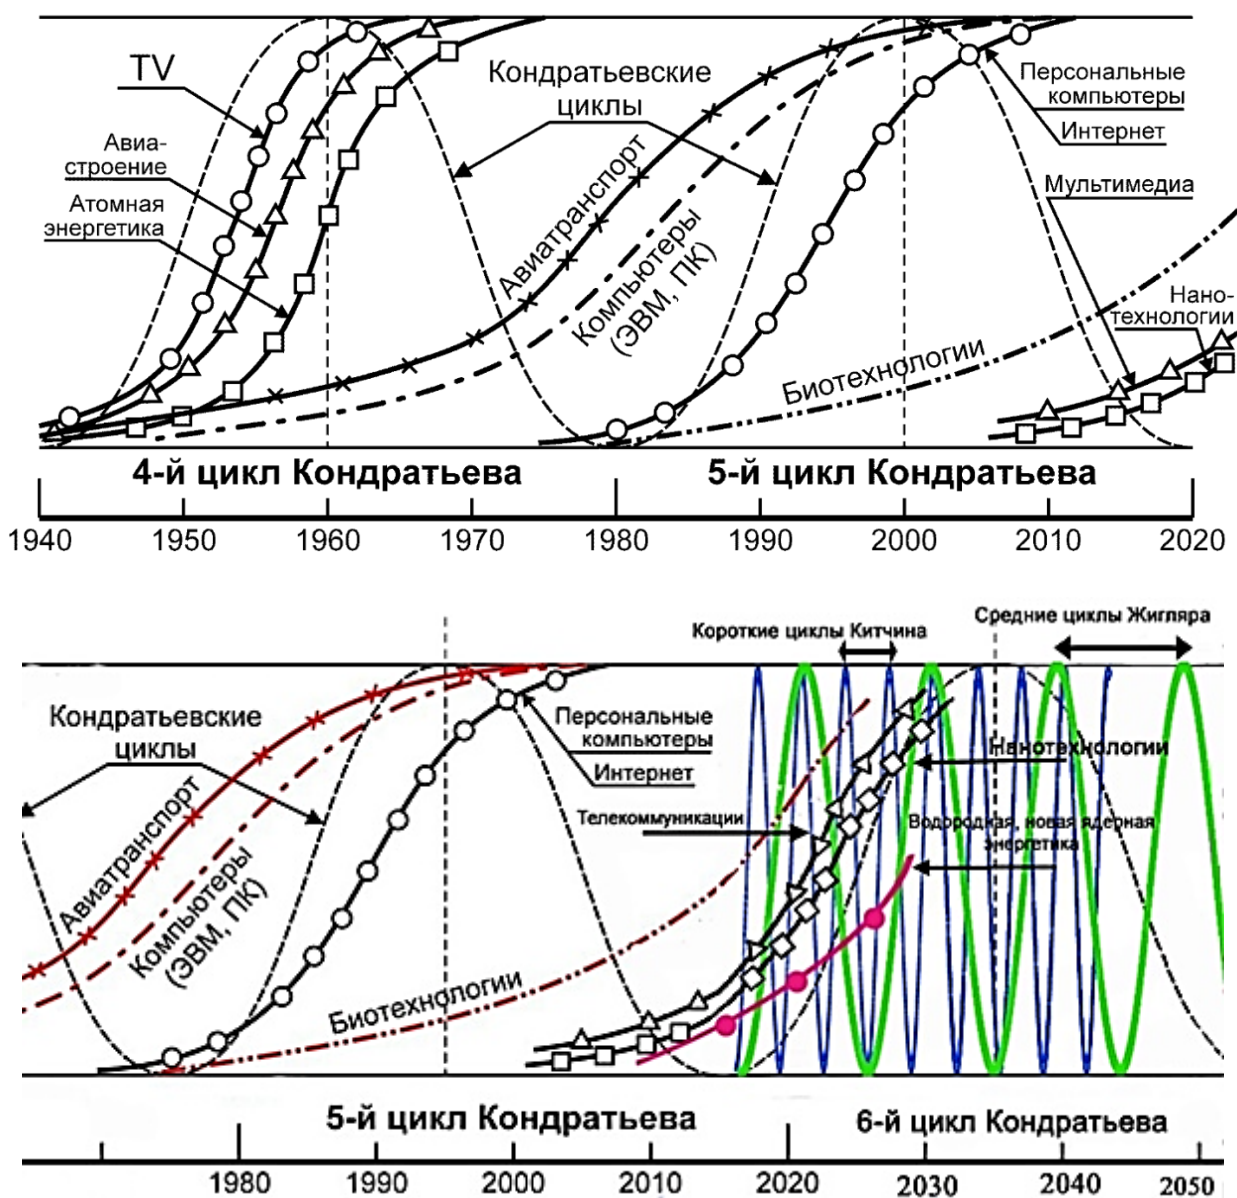 TV
Авиа-
строение
Атомная
энергетика
Кондратьевские
циклы
Авиатранспорт
Компьютеры
(ЭВМ, ПК)
Персональные
компьютеры
Интернет
Мультимедиа
Нано-
технологии
Биотехнологии
4-й цикл Кондратьева
5-й цикл Кондратьева
1940 1950 1960 1970 1980 1990 2000 2010 2020
Короткие циклы Китчина
Средние циклы Жигляра
Кондратьевские
циклы
Авиатранспорт
Компьютеры
(ЭВМ, ПК)
Персональные
компьютеры
Интернет
Нанотехнологии
Телекоммуникации
Водородная, новая ядерная
энергетика
Биотехнологии
5-й цикл Кондратьева
6-й цикл Кондратьева
1980 1990 2000 2010 2020 2030 2040 2050